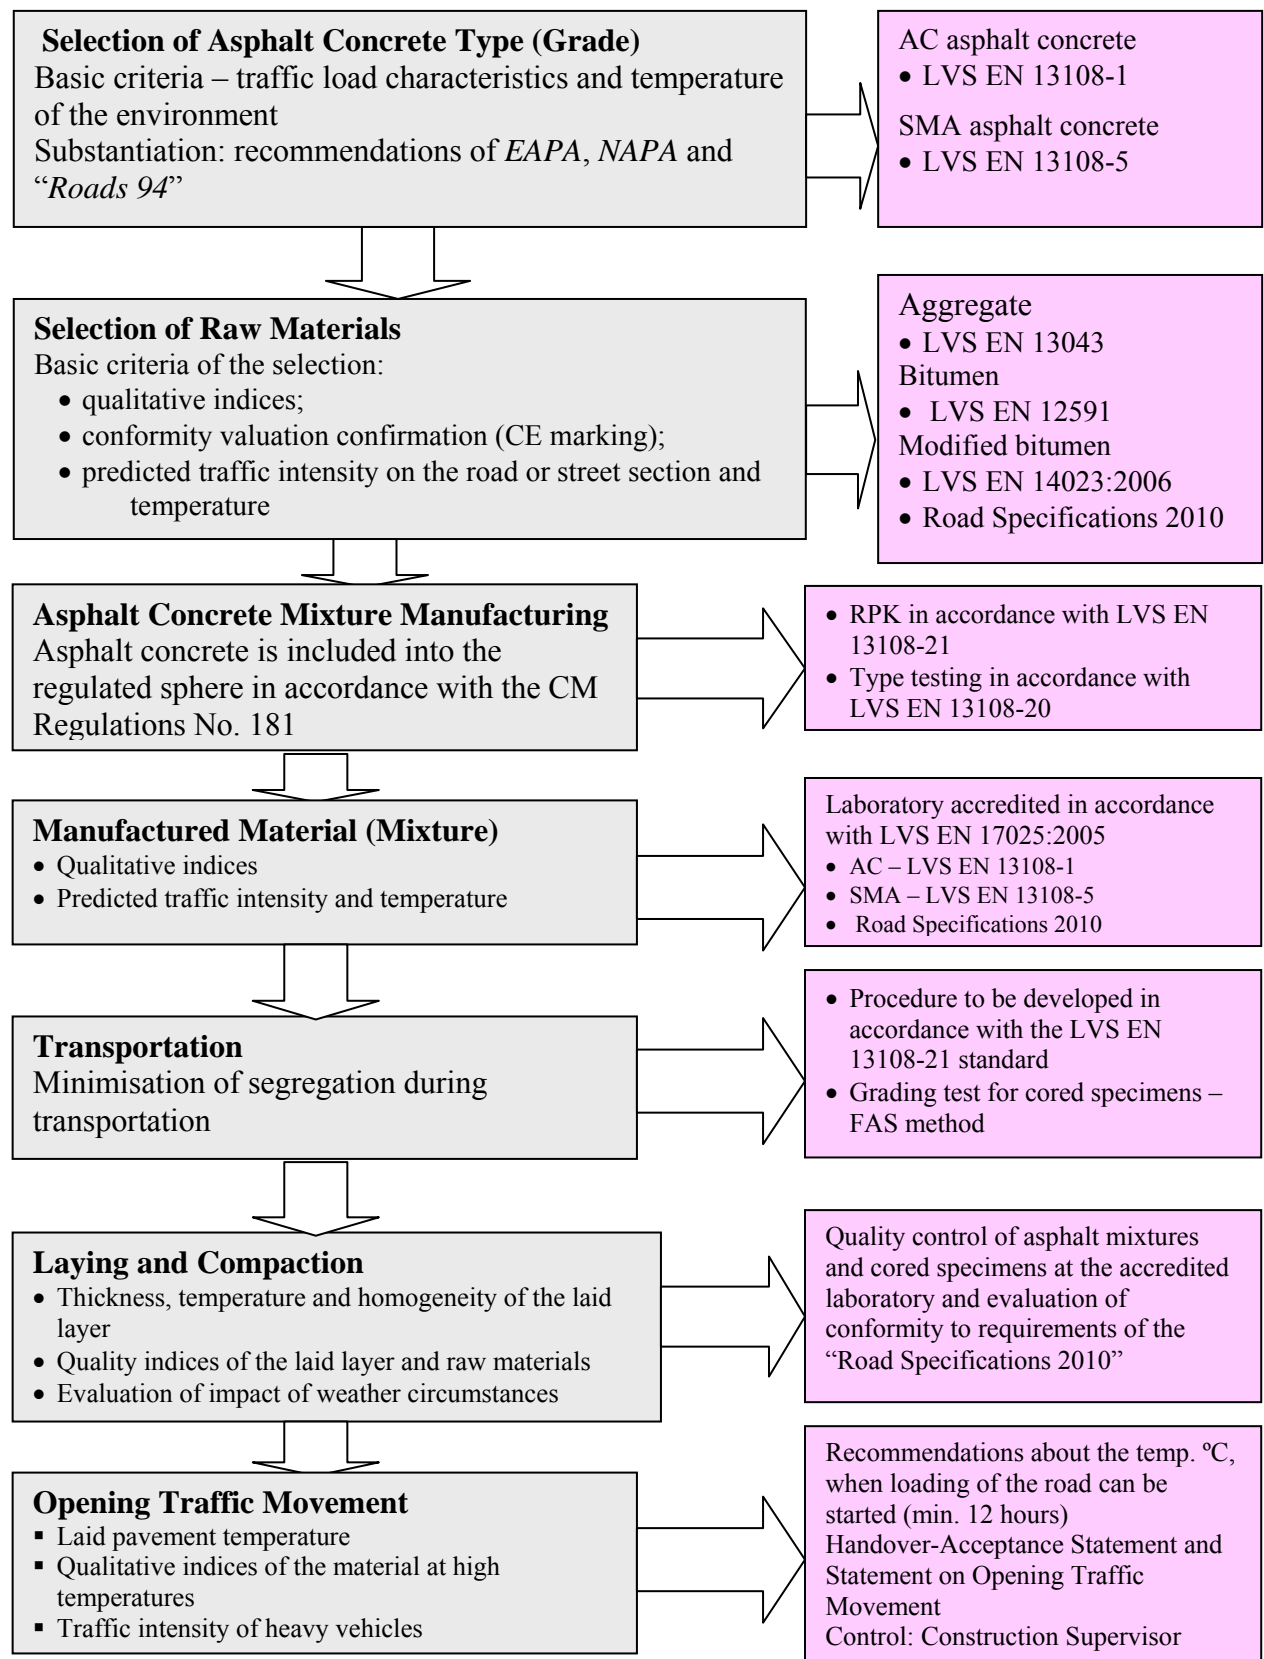 Selection of Asphalt Concrete Type (Grade)
Basic criteria – traffic load characteristics and temperature
of the environment
Substantiation: recommendations of EAPA, NAPA and
“Roads 94”
AC asphalt concrete
• LVS EN 13108-1
SMA asphalt concrete
• LVS EN 13108-5
Selection of Raw Materials
Basic criteria of the selection:
• qualitative indices;
• conformity valuation confirmation (CE marking);
• predicted traffic intensity on the road or street section and
temperature
Aggregate
• LVS EN 13043
Bitumen
• LVS EN 12591
Modified bitumen
• LVS EN 14023:2006
• Road Specifications 2010
Asphalt Concrete Mixture Manufacturing
Asphalt concrete is included into the
regulated sphere in accordance with the CM
Regulations No. 181
• RPK in accordance with LVS EN
13108-21
• Type testing in accordance with
LVS EN 13108-20
Manufactured Material (Mixture)
• Qualitative indices
• Predicted traffic intensity and temperature
Laboratory accredited in accordance
with LVS EN 17025:2005
• AC – LVS EN 13108-1
• SMA – LVS EN 13108-5
• Road Specifications 2010
Transportation
Minimisation of segregation during
transportation
• Procedure to be developed in
accordance with the LVS EN
13108-21 standard
• Grading test for cored specimens –
FAS method
Laying and Compaction
• Thickness, temperature and homogeneity of the laid
layer
• Quality indices of the laid layer and raw materials
• Evaluation of impact of weather circumstances
Quality control of asphalt mixtures
and cored specimens at the accredited
laboratory and evaluation of
conformity to requirements of the
“Road Specifications 2010”
Opening Traffic Movement
▪ Laid pavement temperature
▪ Qualitative indices of the material at high
temperatures
▪ Traffic intensity of heavy vehicles
Recommendations about the temp. ºC,
when loading of the road can be
started (min. 12 hours)
Handover-Acceptance Statement and
Statement on Opening Traffic
Movement
Control: Construction Supervisor